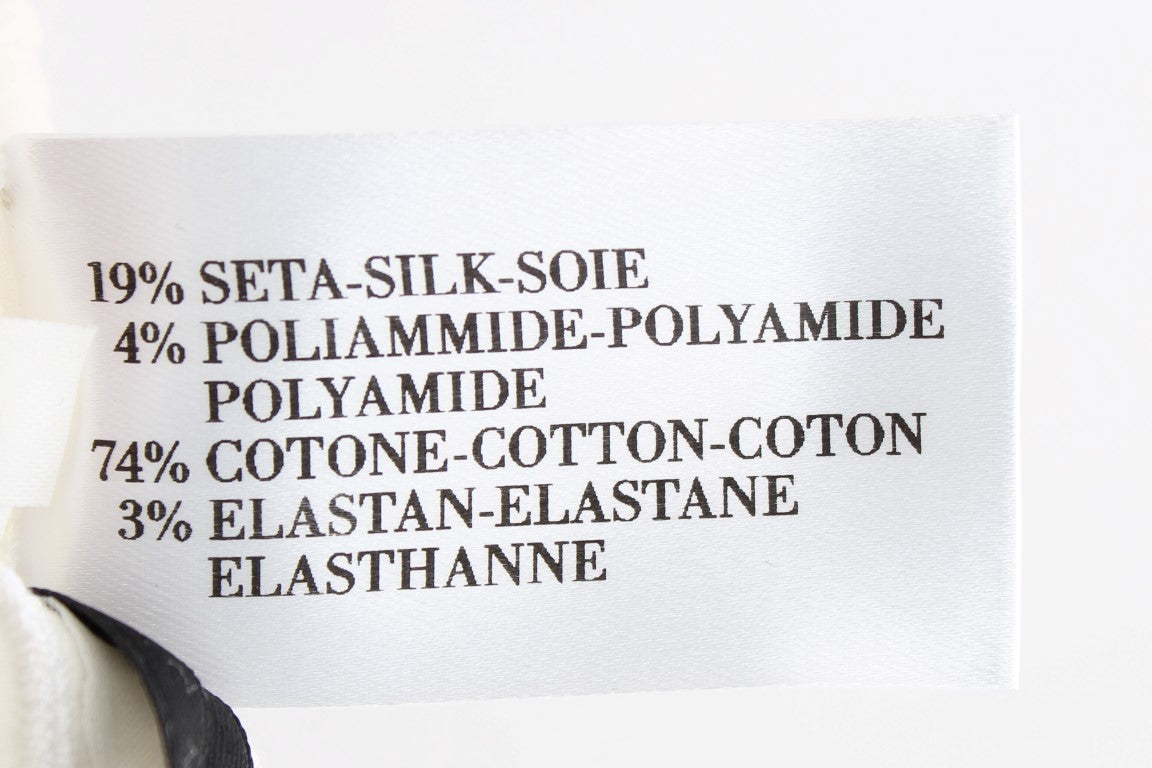 19% SETA-SILK-SOIE
4% POLIAMMIDE-POLYAMIDE
POLYAMIDE
74% COTONE-COTTON-COTON
3% ELASTAN-ELASTANE
ELASTHANNE